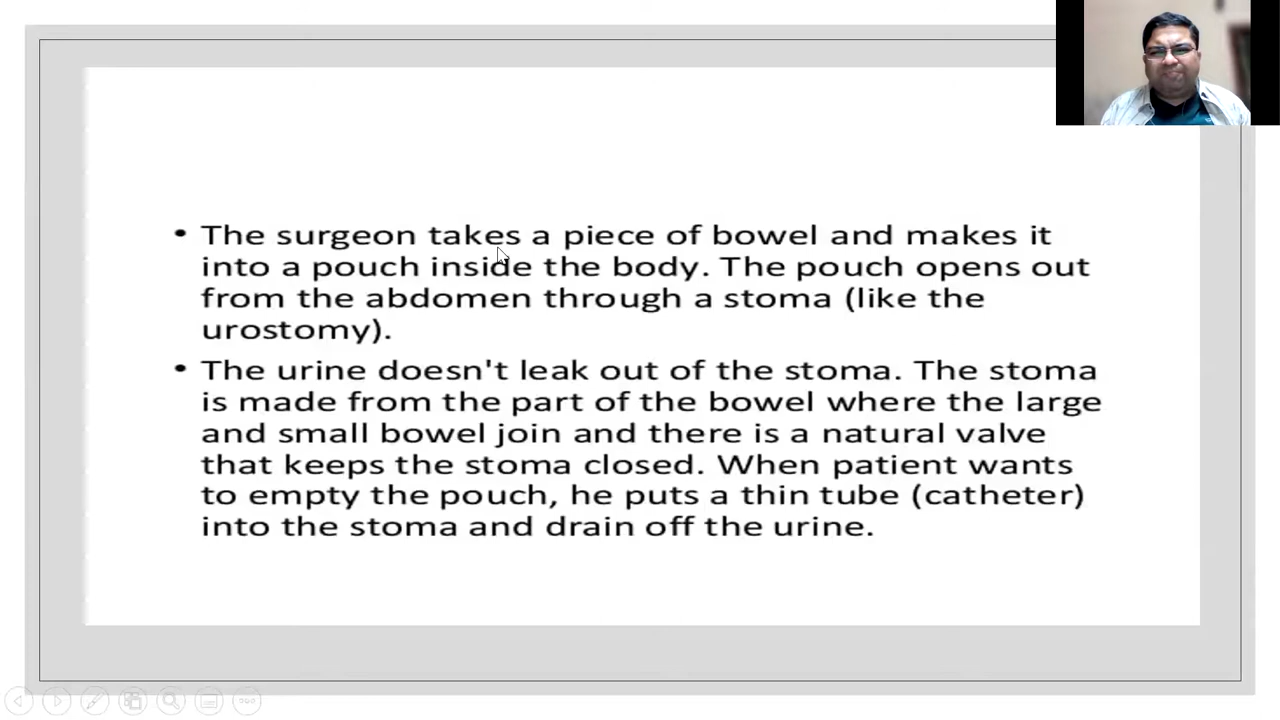 • The surgeon takes a piece of bowel and makes it
into a pouch inside the body. The pouch opens out
from the abdomen through a stoma (like the
urostomy).
• The urine doesn't leak out of the stoma. The stoma
is made from the part of the bowel where the large
and small bowel join and there is a natural valve
that keeps the stoma closed. When patient wants
to empty the pouch, he puts a thin tube (catheter)
into the stoma and drain off the urine.